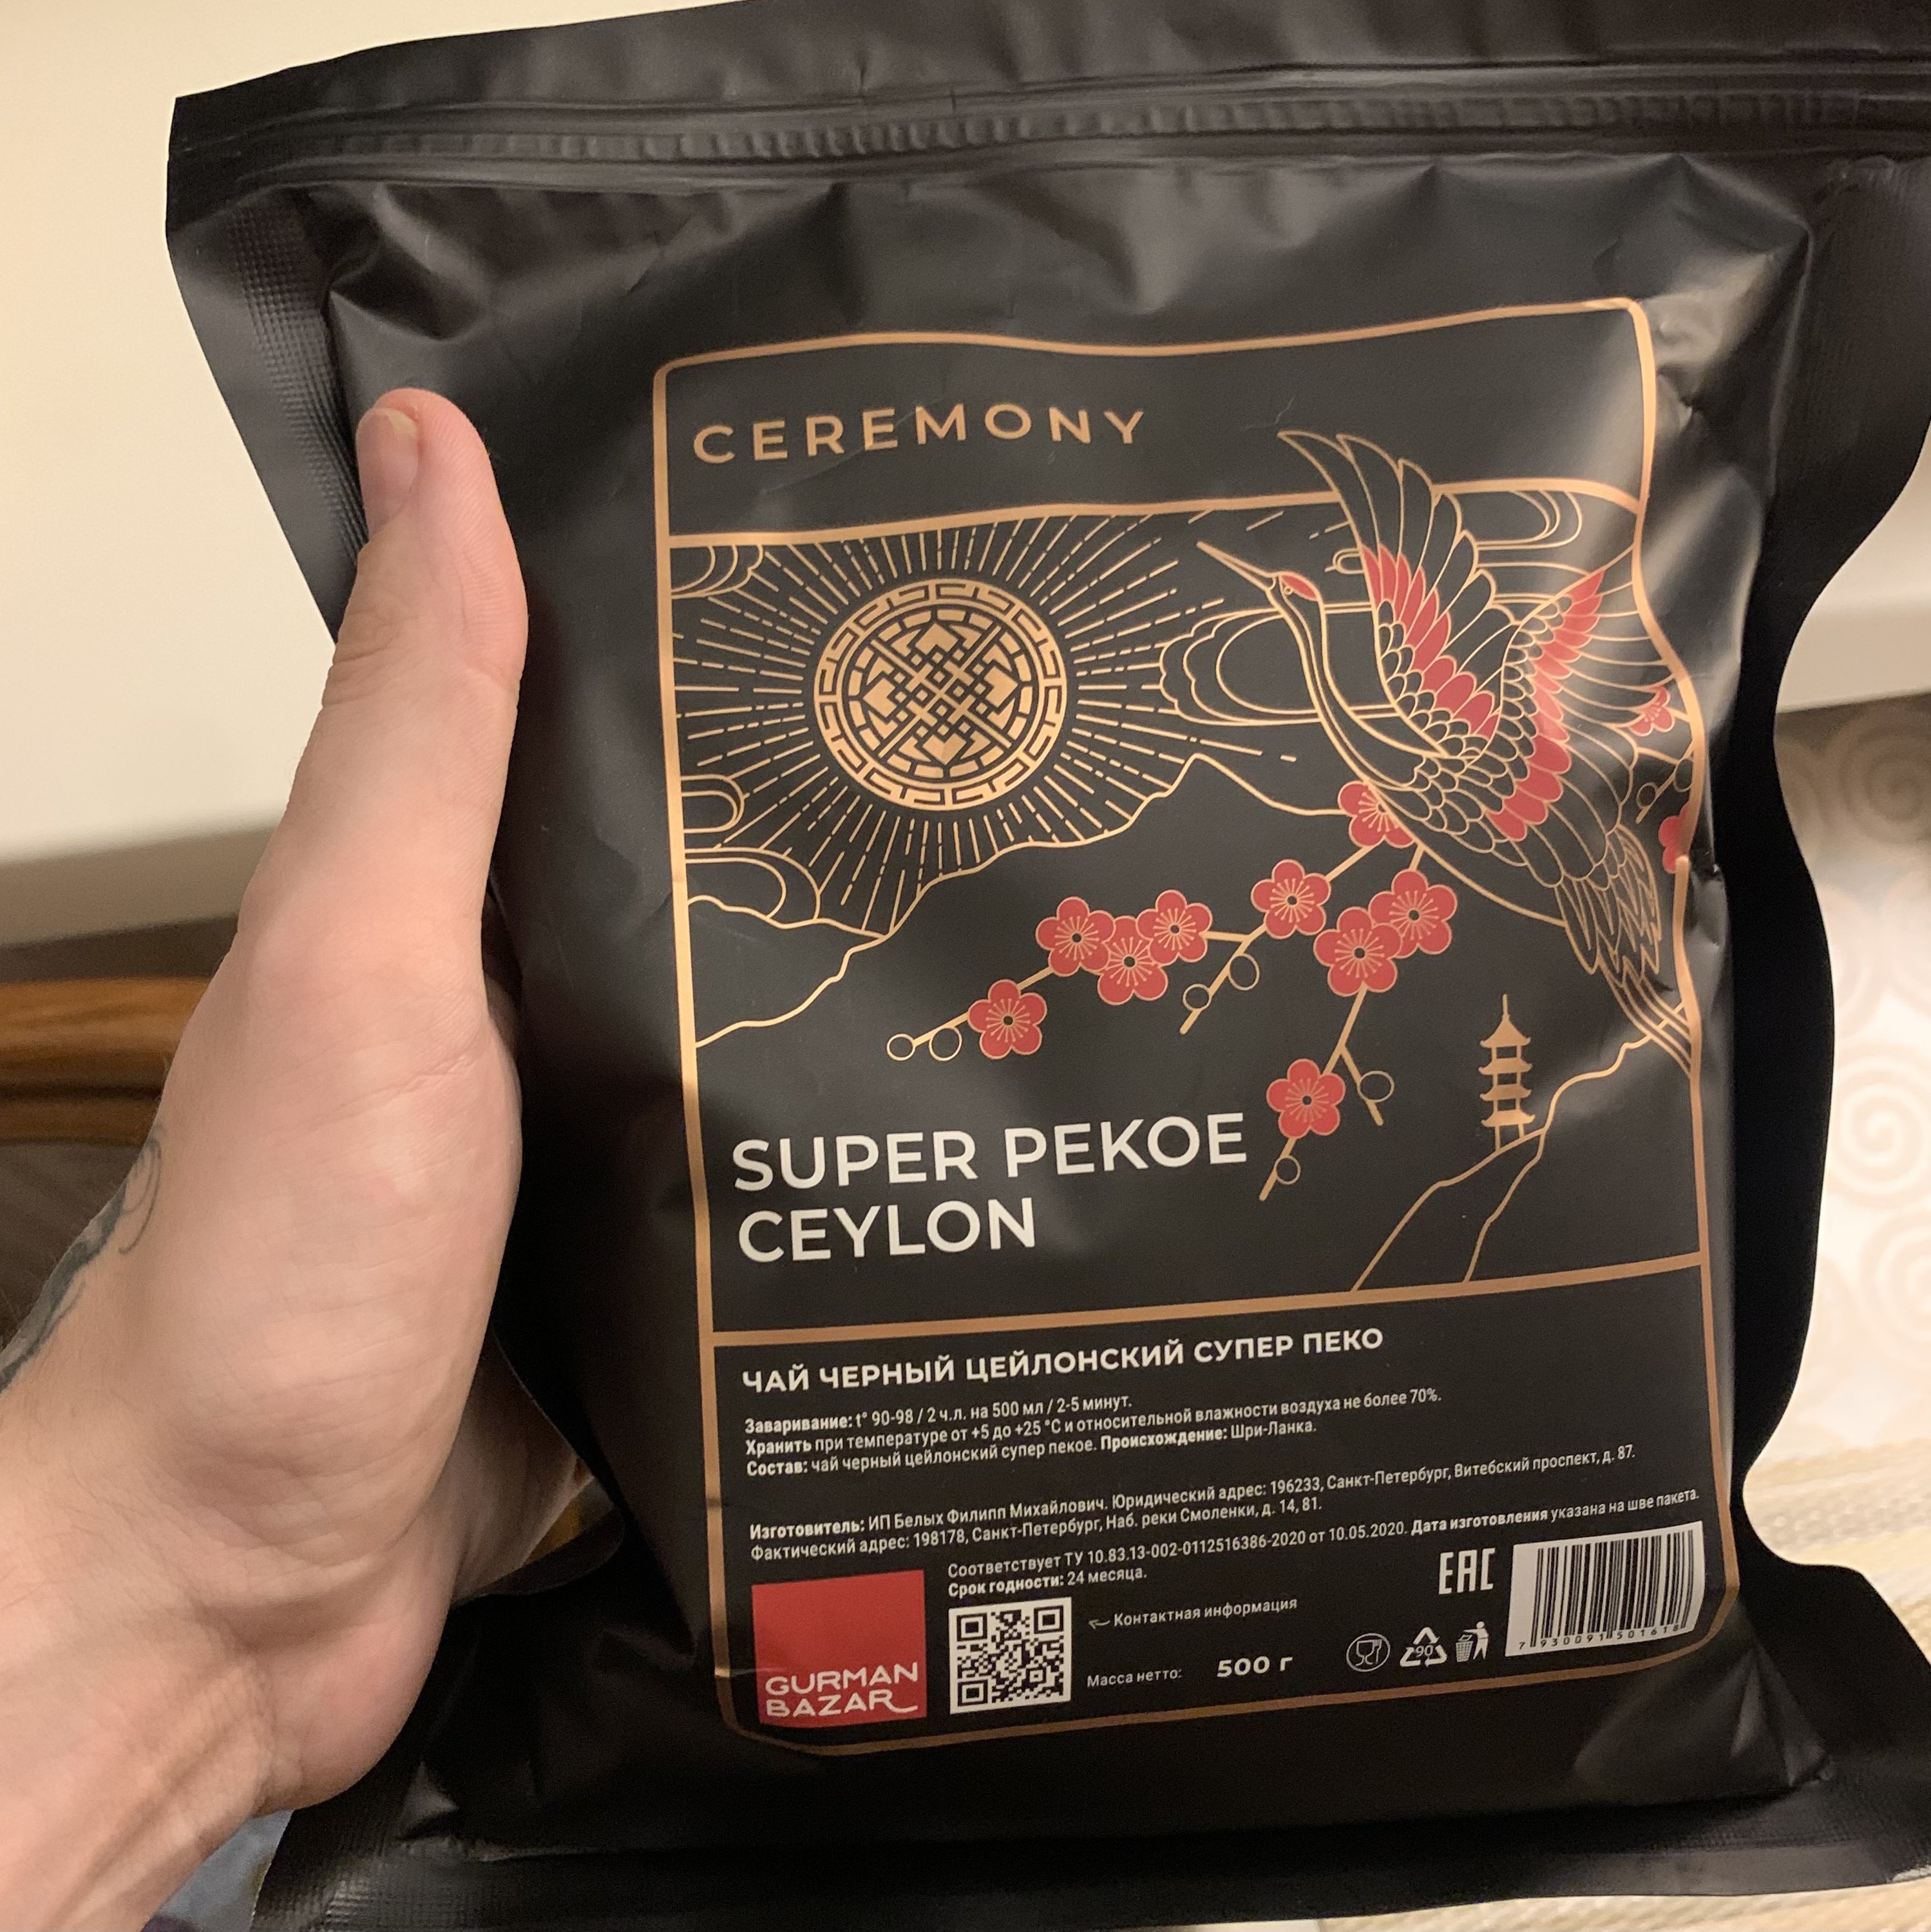 CEREMONY
SUPER PEKOE
CEYLON
ЧАЙ ЧЕРНЫЙ ЦЕЙЛОНСКИЙ СУПЕР ПЕКО
Заваривание: t° 90-98 / 2 ч.л. на 500 мл / 2-5 минут.
Хранить при температуре от +5 до +25 °C и относительной влажности воздуха не более 70%.
Состав: чай черный цейлонский супер пекое. Происхождение: Шри-Ланка.
Изготовитель: ИП Белых Филипп Михайлович. Юридический адрес: 196233, Санкт-Петербург, Витебский проспект, д. 87.
Фактический адрес: 198178, Санкт-Петербург, Наб. реки Смоленки, д. 14, 81.
Соответствует ТУ 10.83.13-002-0112516386-2020 от 10.05.2020. Дата изготовления указана на шве пакета.
Срок годности: 24 месяца.
Контактная информация
Масса нетто: 500 г
GURMAN
BAZAR
EAC
90
7 930091 501618